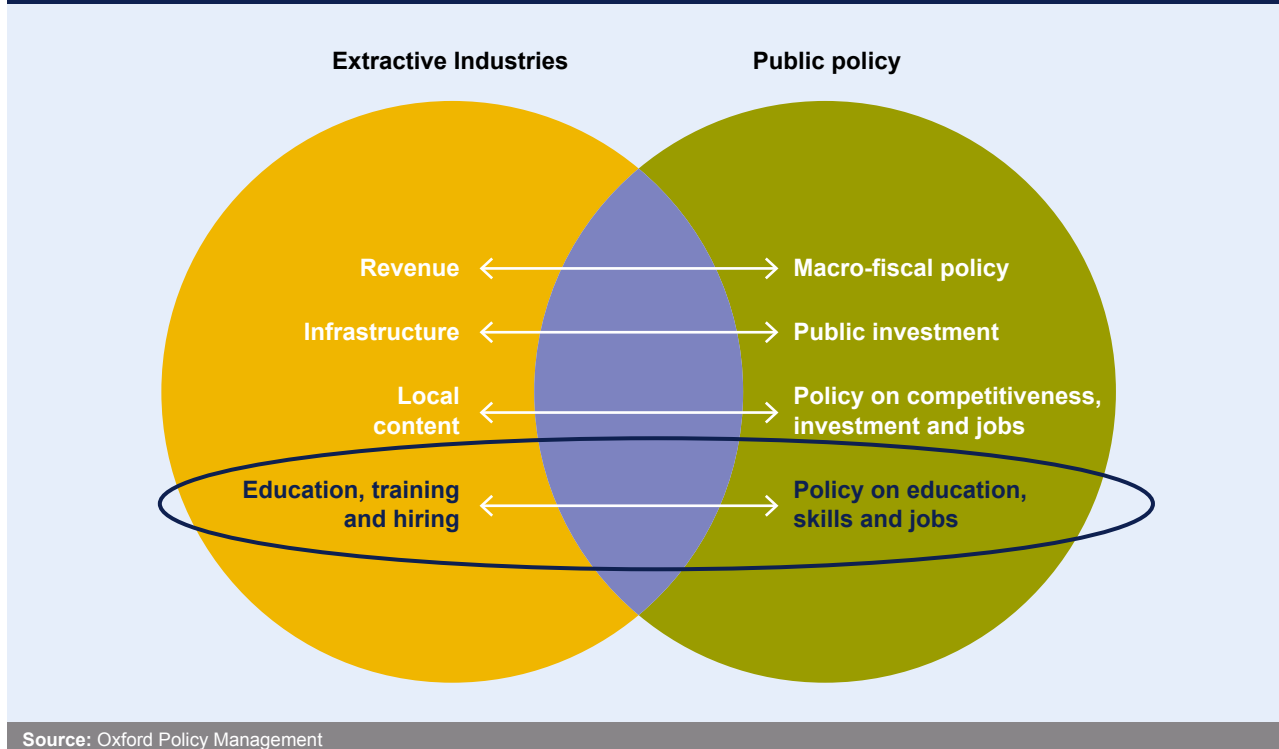 Extractive Industries
Public policy
Revenue
Macro-fiscal policy
Infrastructure
Public investment
Local
content
Policy on competitiveness,
investment and jobs
Education, training
and hiring
Policy on education,
skills and jobs
Source: Oxford Policy Management